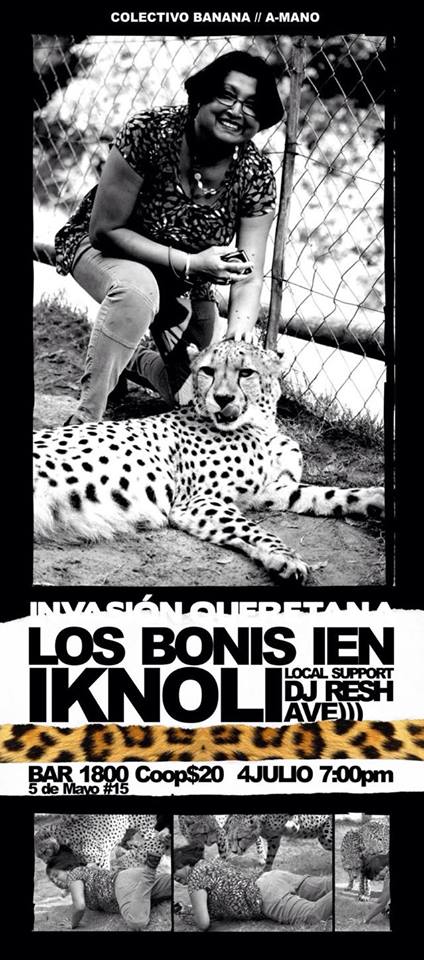 COLECTIVO BANANA // A-MANO
INVASIÓN QUERETANA
LOS BONIS IEN
IKNOLI
LOCAL SUPPORT
DJ RESH
AVE)))
BAR 1800 Coop$20 4JULIO 7:00pm
5 de Mayo #15